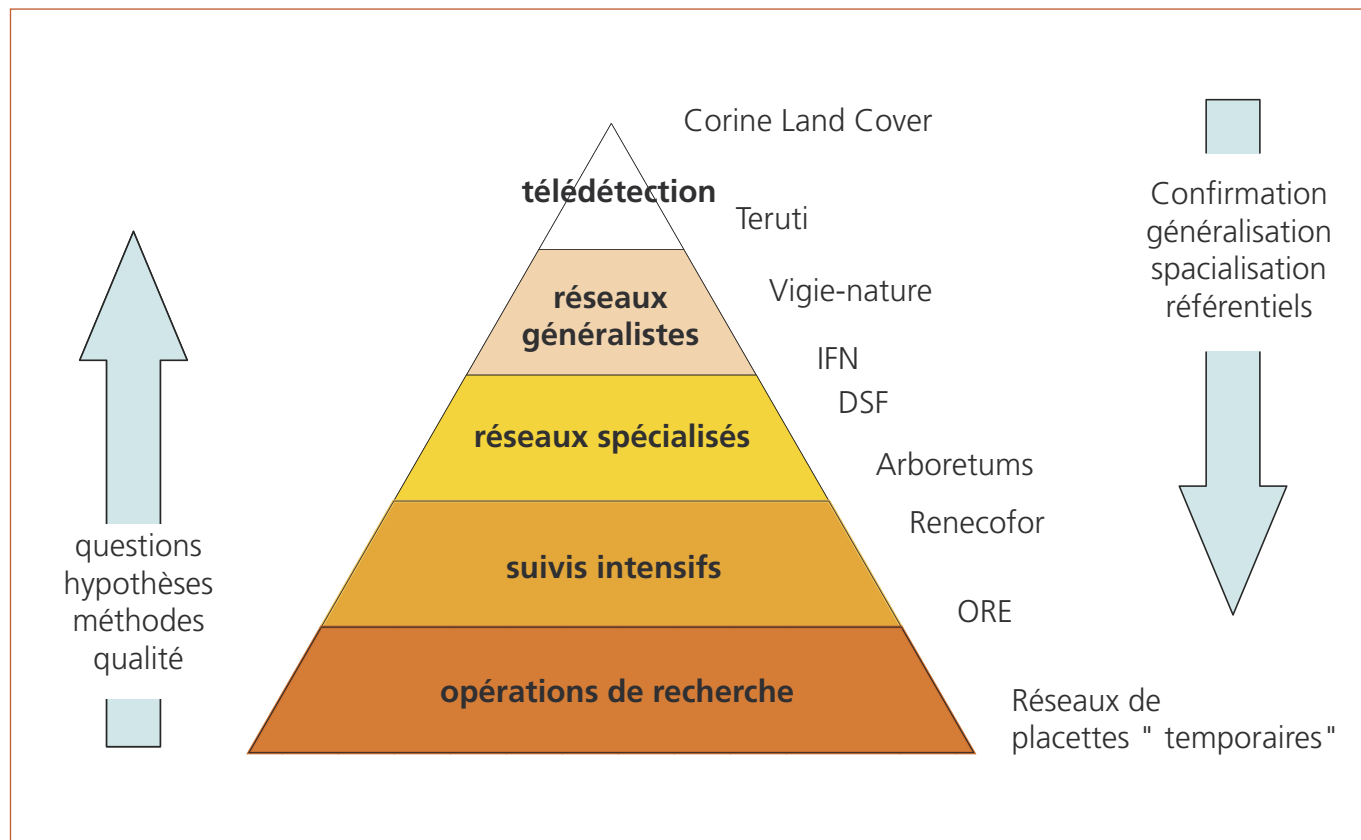 Corine Land Cover
télédétection
Teruti
réseaux
généralistes
Vigie-nature
IFN
DSF
réseaux spécialisés
Arboretums
Renecofor
suivis intensifs
ORE
opérations de recherche
Réseaux de
placettes " temporaires"
questions
hypothèses
méthodes
qualité
Confirmation
généralisation
spacialisation
référentiels